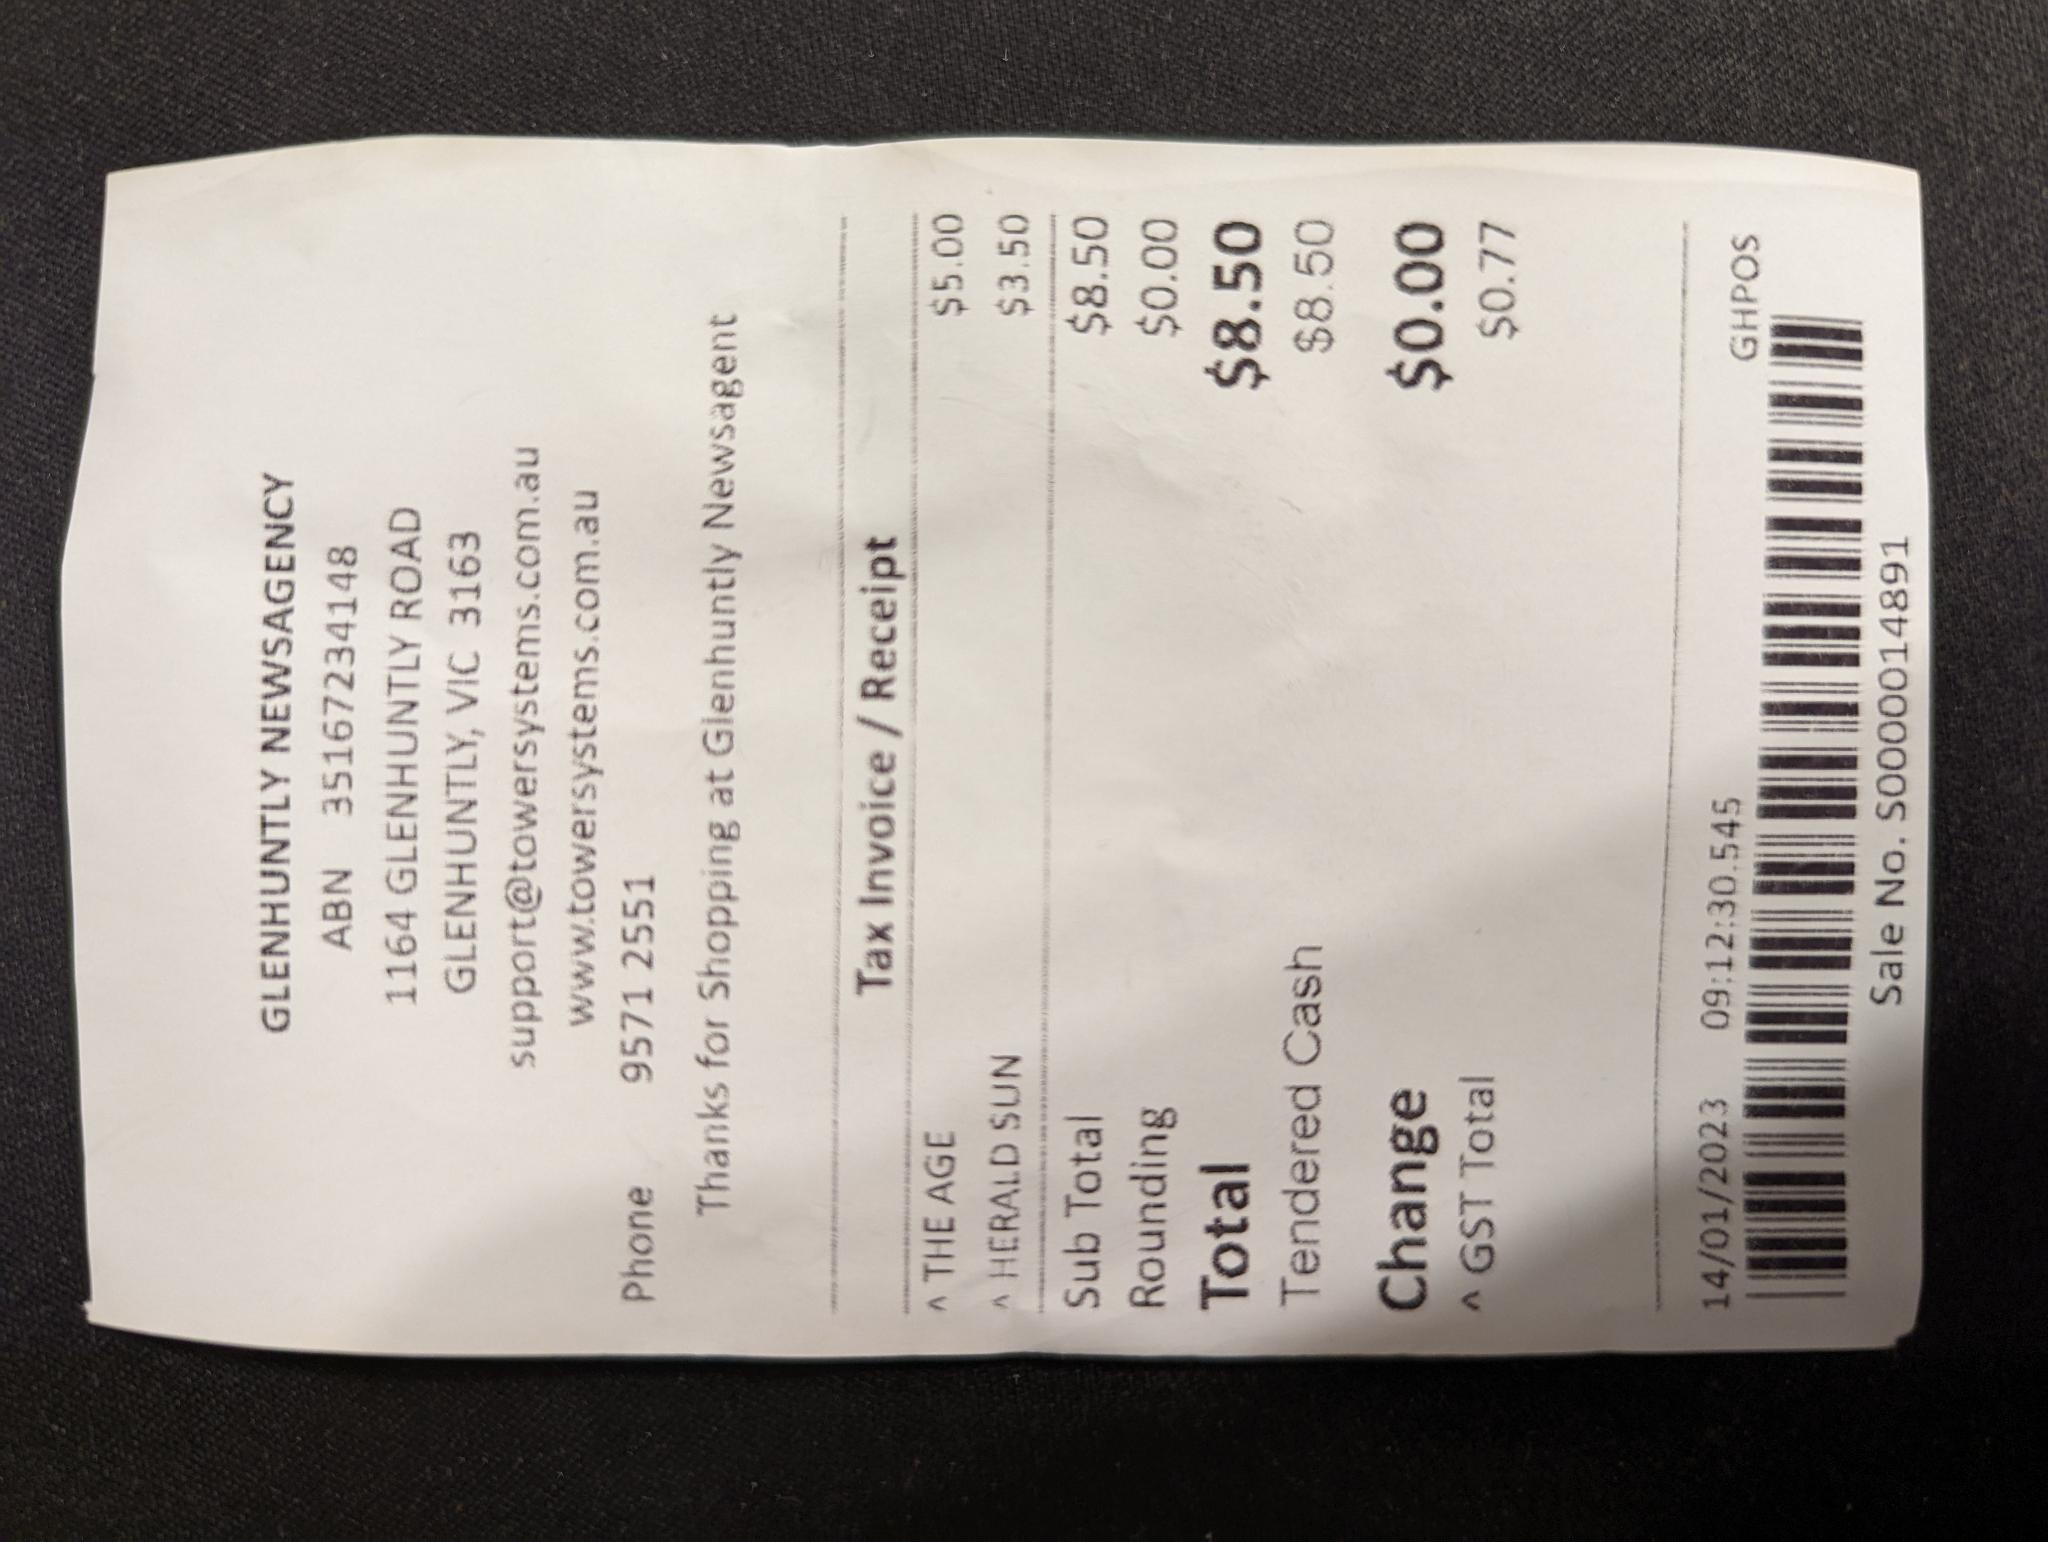 GLENHUNTLY NEWSAGENCY
ABN 35167234148
1164 GLENHUNTLY ROAD
GLENHUNTLY, VIC 3163
support@towersystems.com.au
www.towersystems.com.au
Phone 9571 2551
Thanks for Shopping at Glenhuntly Newsagent
Tax Invoice / Receipt
^ THE AGE $5.00
^ HERALD SUN $3.50
Sub Total $8.50
Rounding $0.00
Total $8.50
Tendered Cash $8.50
Change $0.00
^ GST Total $0.77
14/01/2023 09:12:30.545 GHPOS
Sale No. S0000014891